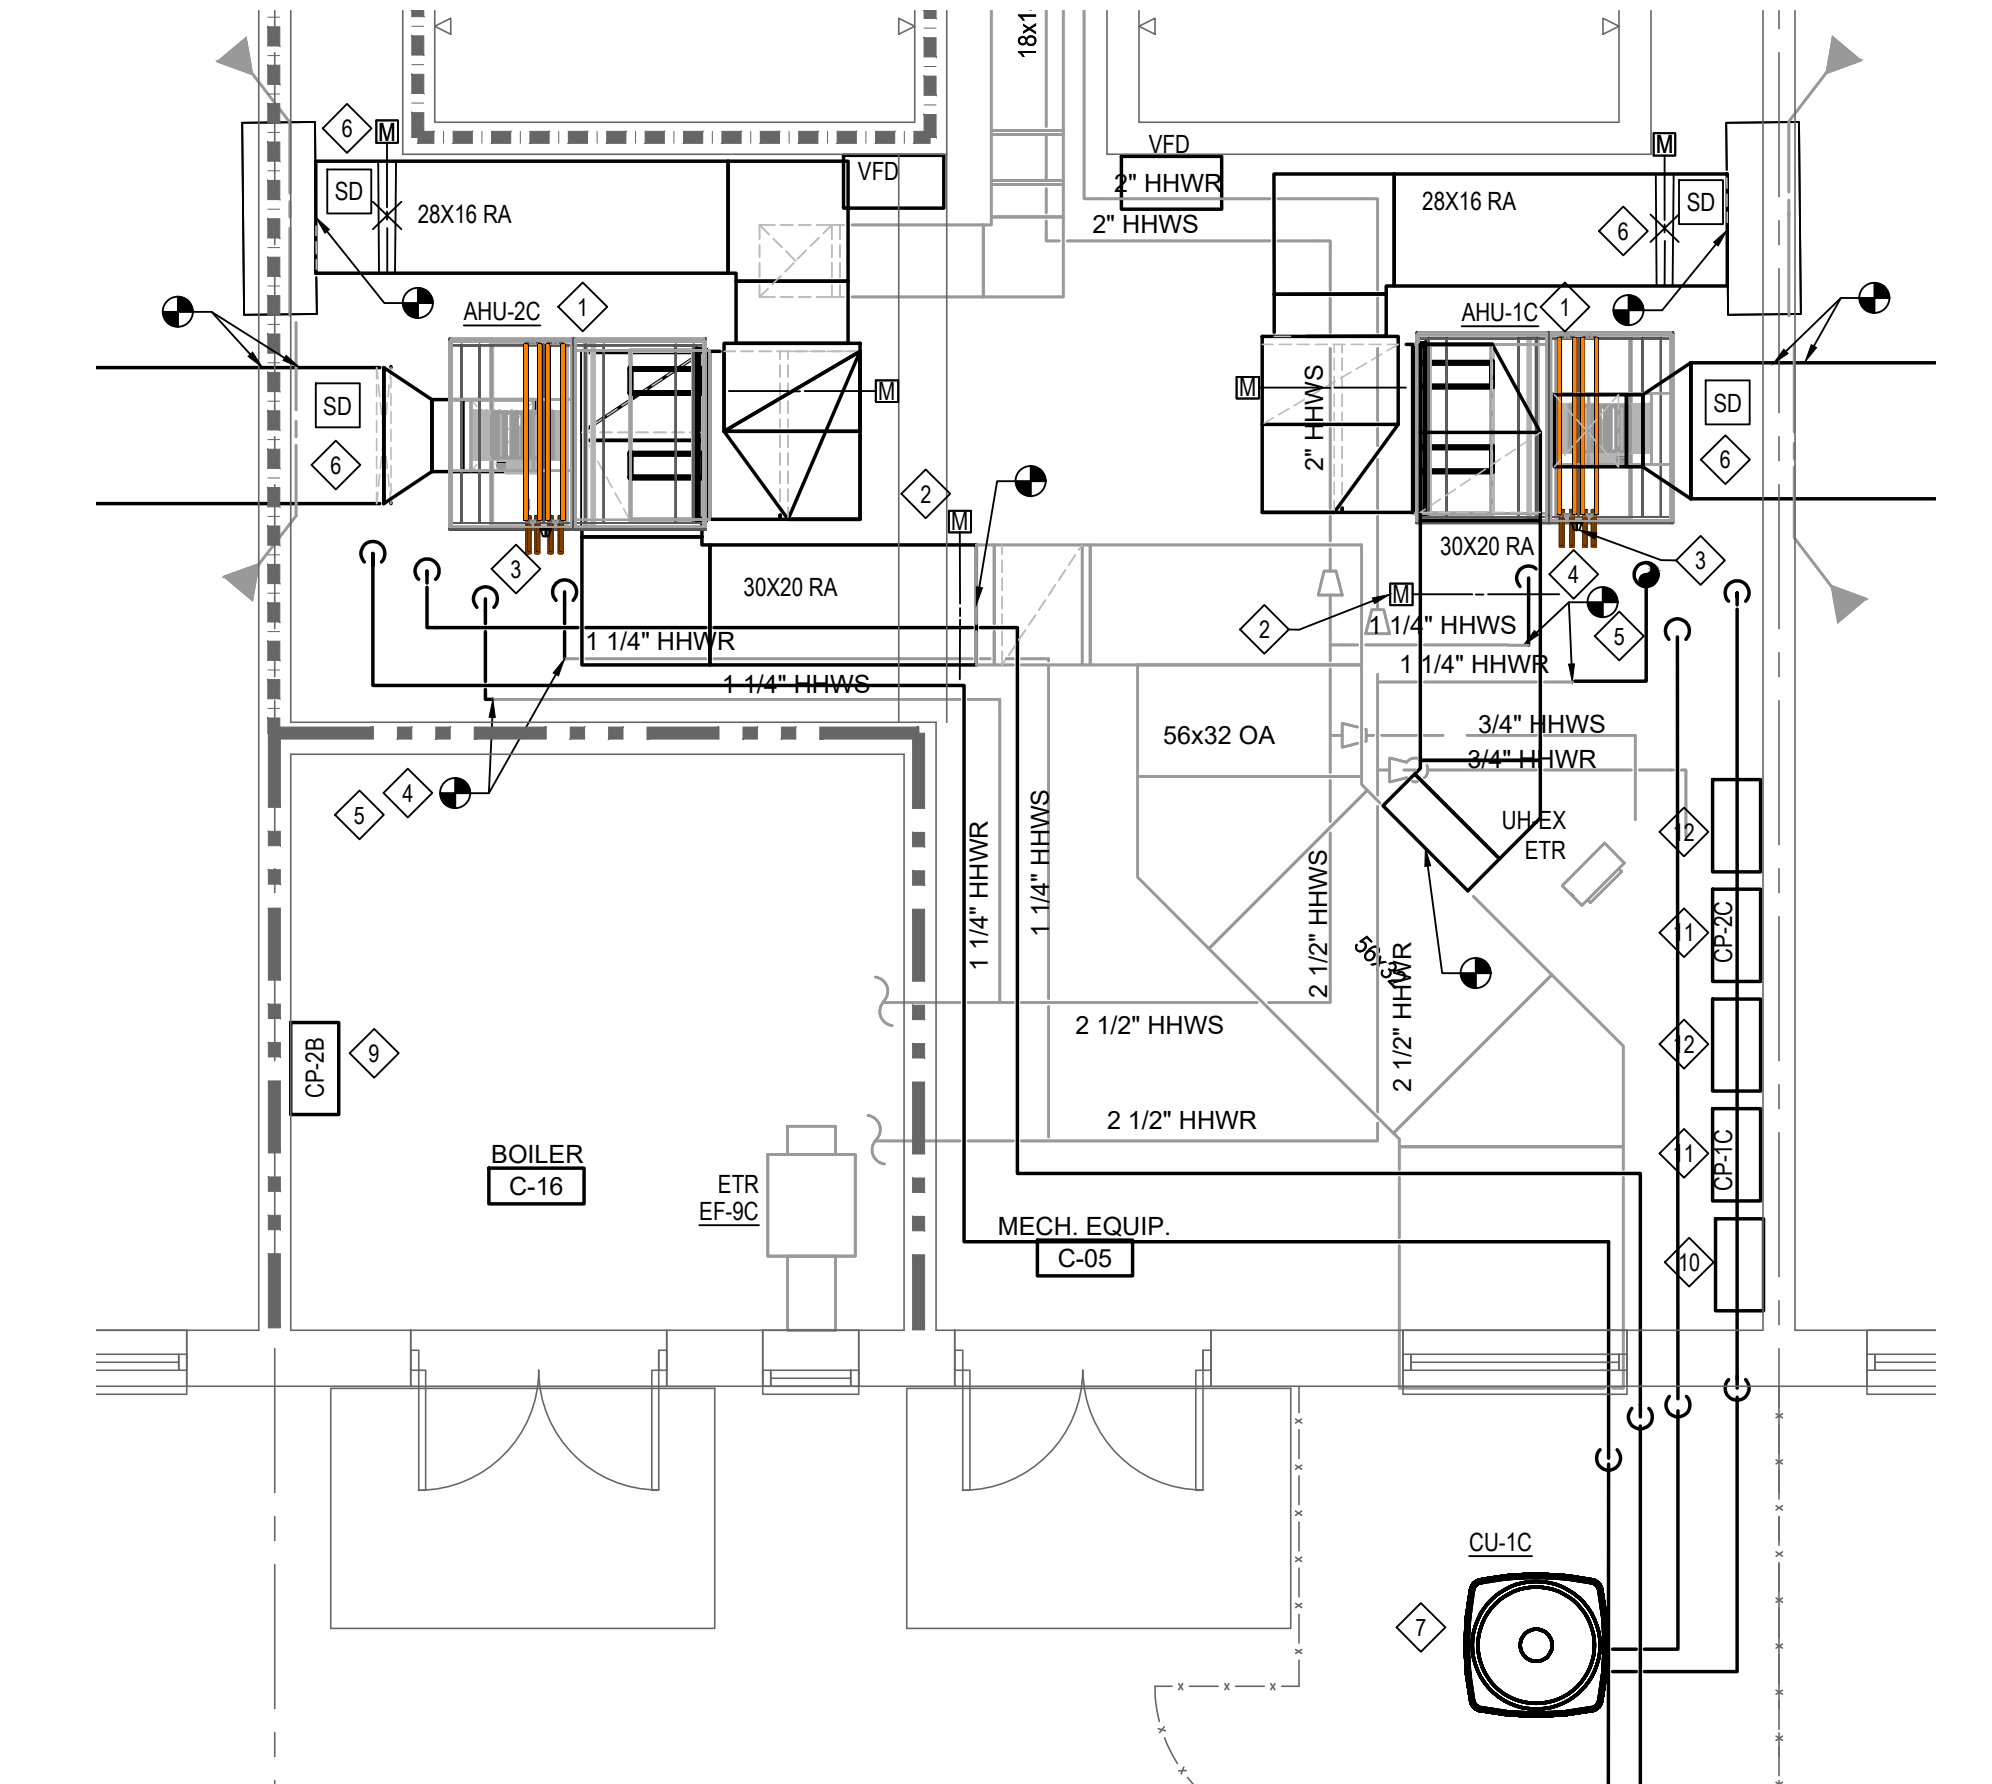 18x1
6
M
SD
28X16 RA
VFD
VFD
2" HHWR
2" HHWS
M
28X16 RA
SD
6
AHU-2C
1
AHU-1C
1
SD
6
M
M
2" HHWS
SD
6
2
M
3
30X20 RA
30X20 RA
4
3
M
2
1 1/4" HHWR
1 1/4" HHWS
5
1 1/4" HHWR
1 1/4" HHWS
56x32 OA
3/4" HHWS
3/4" HHWR
4
5
UH-EX
ETR
12
1 1/4" HHWR
1 1/4" HHWS
2 1/2" HHWS
56x32
2 1/2" HHWR
11
CP-2C
2 1/2" HHWS
12
CP-2B
9
2 1/2" HHWR
11
CP-1C
BOILER
C-16
ETR
EF-9C
MECH. EQUIP.
C-05
10
CU-1C
7